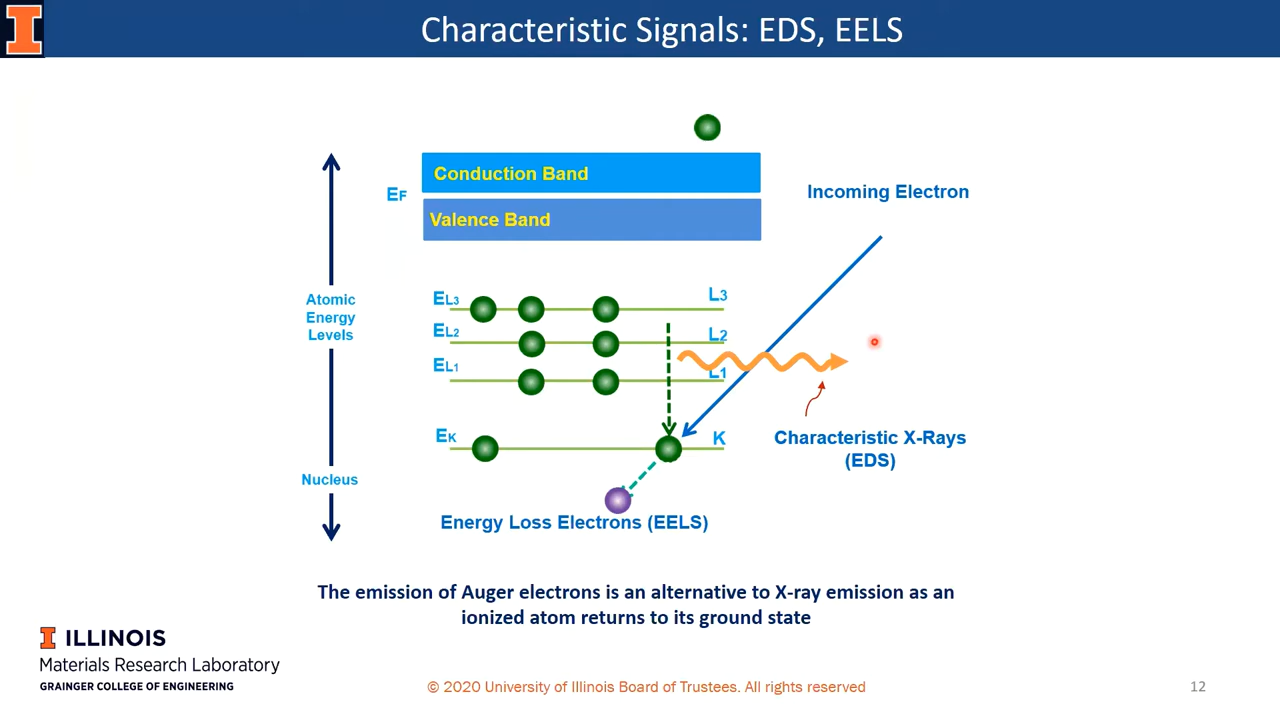 Characteristic Signals: EDS, EELS
Conduction Band
EF
Valence Band
Incoming Electron
Atomic
Energy
Levels
EL3
L3
EL2
L2
EL1
L1
EK
K
Characteristic X-Rays
(EDS)
Nucleus
Energy Loss Electrons (EELS)
The emission of Auger electrons is an alternative to X-ray emission as an
ionized atom returns to its ground state
I ILLINOIS
Materials Research Laboratory
GRAINGER COLLEGE OF ENGINEERING
© 2020 University of Illinois Board of Trustees. All rights reserved
12